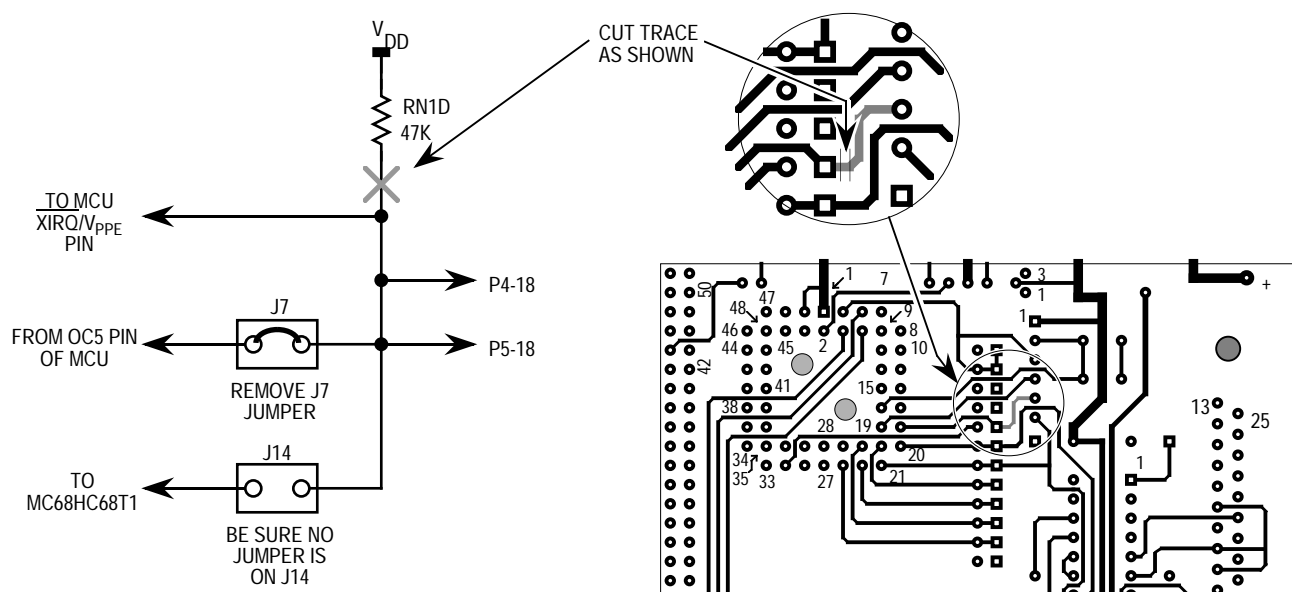 V
DD
CUT TRACE
AS SHOWN
RN1D
47K
TO MCU
XIRQ/VPPE
PIN
P4-18
J7
FROM OC5 PIN
OF MCU
P5-18
REMOVE J7
JUMPER
J14
TO
MC68HC68T1
BE SURE NO
JUMPER IS
ON J14
50
47
1
7
3
+
48
9
1
1
46
8
44
45
2
10
42
41
15
38
13
28
19
25
34
20
1
35
33
27
21